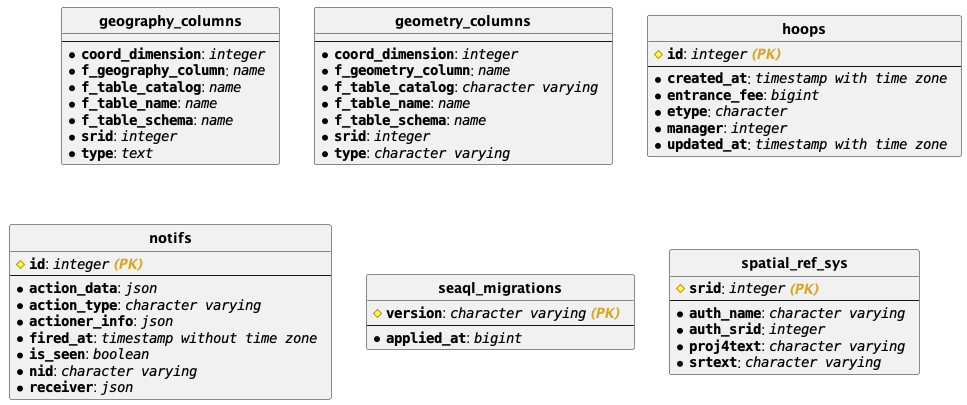 geography_columns
coord_dimension: integer
f_geography_column: name
f_table_catalog: name
f_table_name: name
f_table_schema: name
srid: integer
type: text
geometry_columns
coord_dimension: integer
f_geometry_column: name
f_table_catalog: character varying
f_table_name: name
f_table_schema: name
srid: integer
type: character varying
hoops
id: integer (PK)
created_at: timestamp with time zone
entrance_fee: bigint
etype: character
manager: integer
updated_at: timestamp with time zone
notifs
id: integer (PK)
action_data: json
action_type: character varying
actioner_info: json
fired_at: timestamp without time zone
is_seen: boolean
nid: character varying
receiver: json
seaql_migrations
version: character varying (PK)
applied_at: bigint
spatial_ref_sys
srid: integer (PK)
auth_name: character varying
auth_srid: integer
proj4text: character varying
srtext: character varying